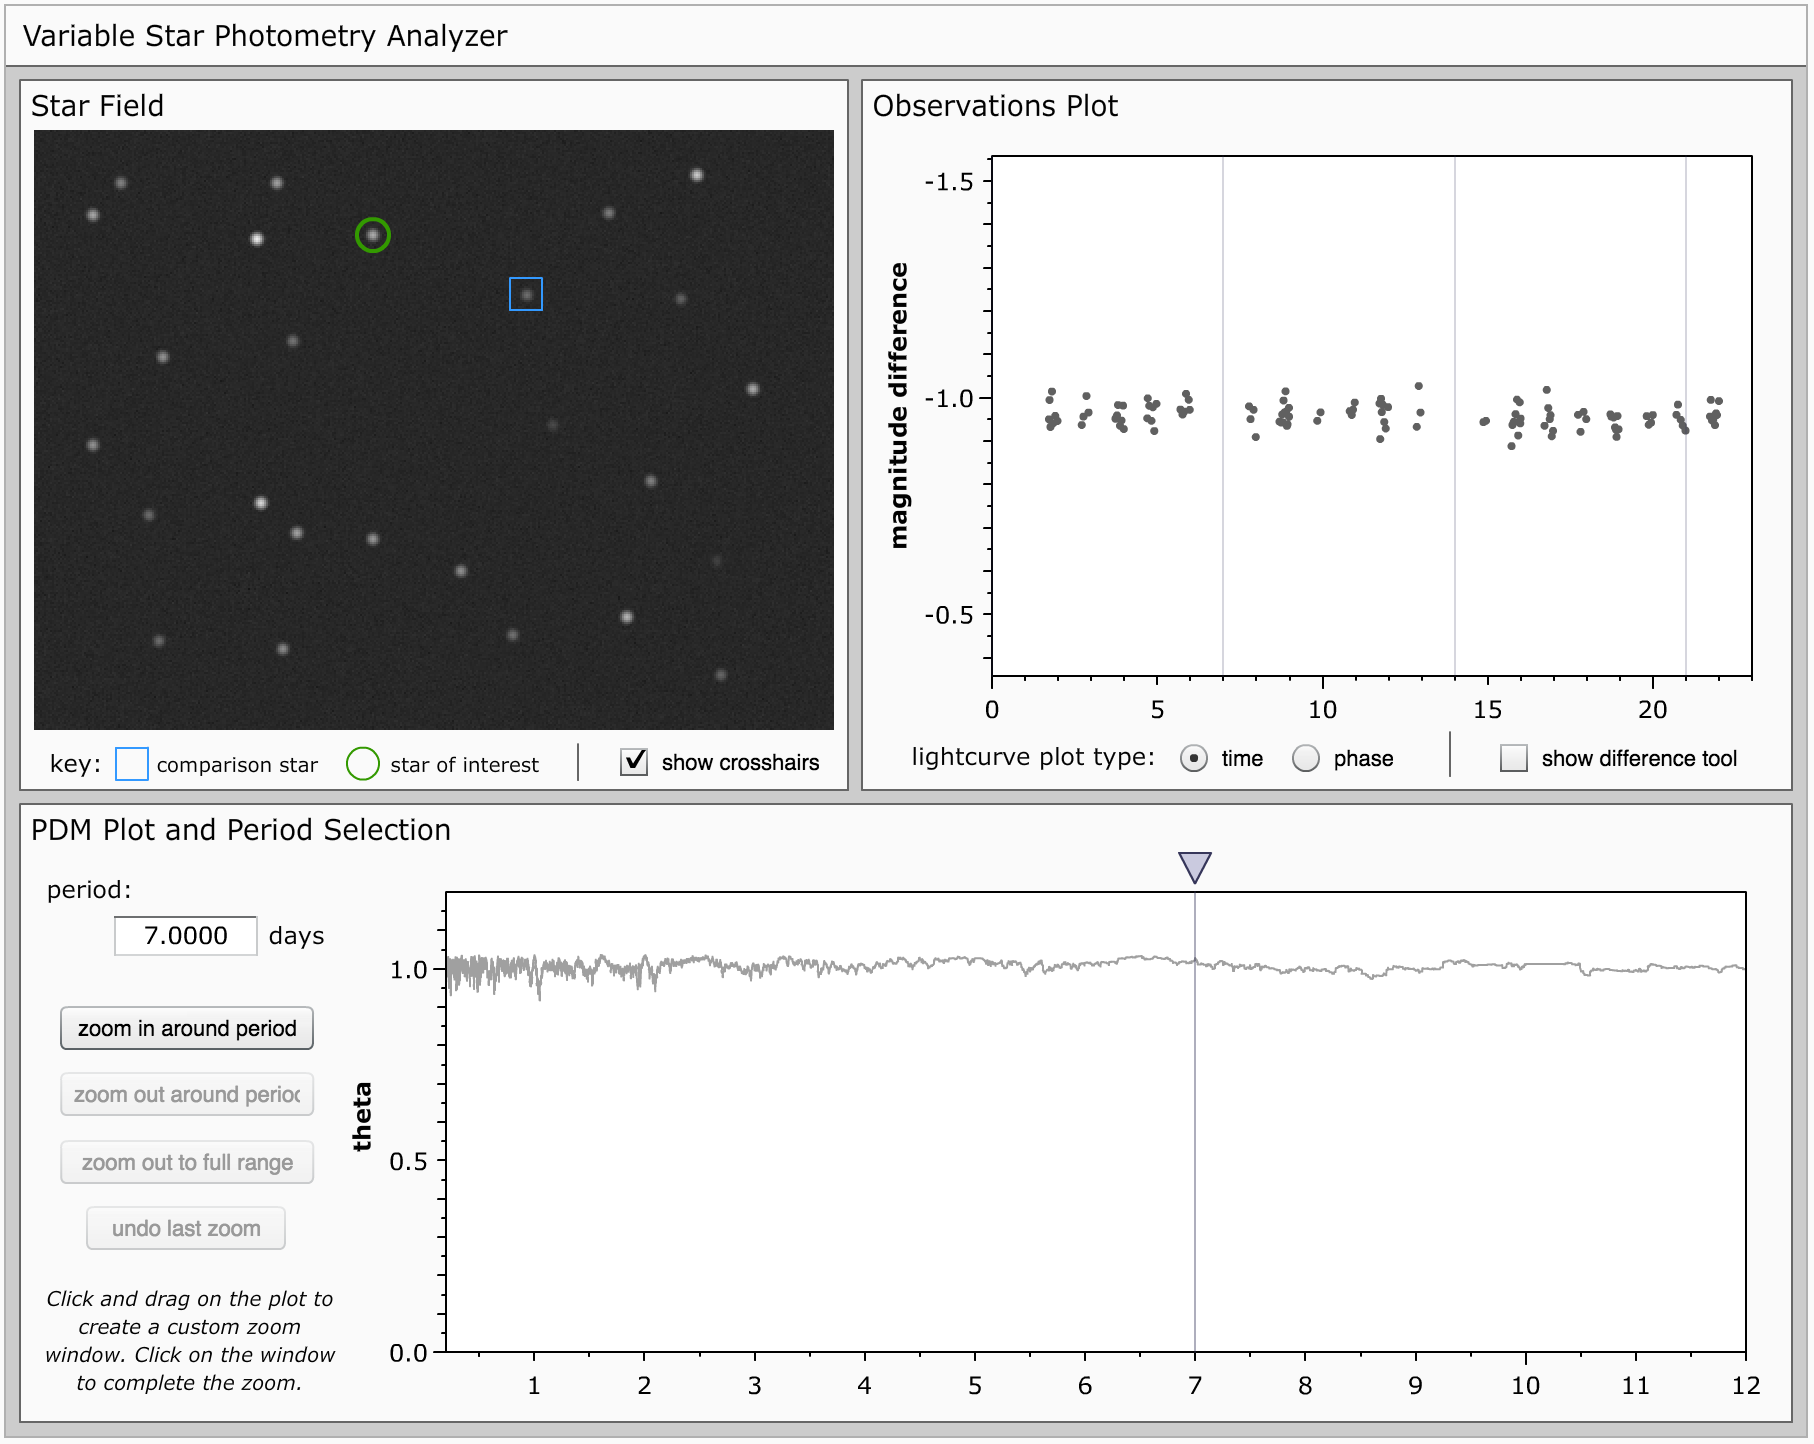 Variable Star Photometry Analyzer
Star Field
key: comparison star star of interest show crosshairs
Observations Plot
magnitude difference
-1.5
-1.0
-0.5
0 5 10 15 20
lightcurve plot type: time phase show difference tool
PDM Plot and Period Selection
period:
7.0000 days
zoom in around period
zoom out around perioc
zoom out to full range
undo last zoom
Click and drag on the plot to
create a custom zoom
window. Click on the window
to complete the zoom.
theta
1.0
0.5
0.0
1 2 3 4 5 6 7 8 9 10 11 12